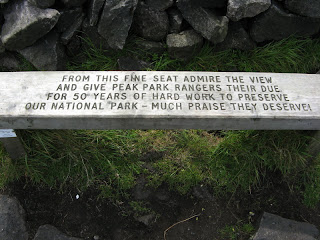 FROM THIS FINE SEAT ADMIRE THE VIEW
AND GIVE PEAK PARK RANGERS THEIR DUE
FOR 50 YEARS OF HARD WORK TO PRESERVE
OUR NATIONAL PARK – MUCH PRAISE THEY DESERVE!